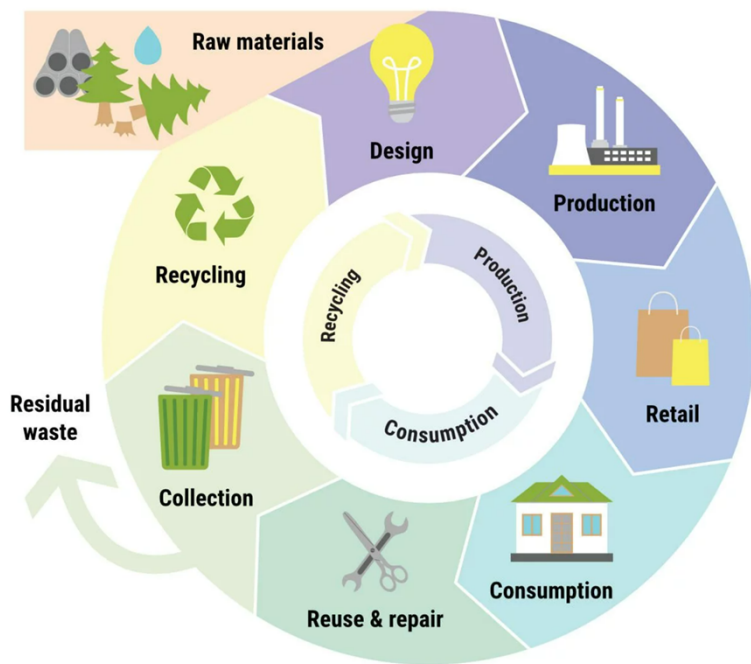 Raw materials
Design
Production
Retail
Consumption
Reuse & repair
Collection
Residual
waste
Recycling
Production
Consumption
Recycling